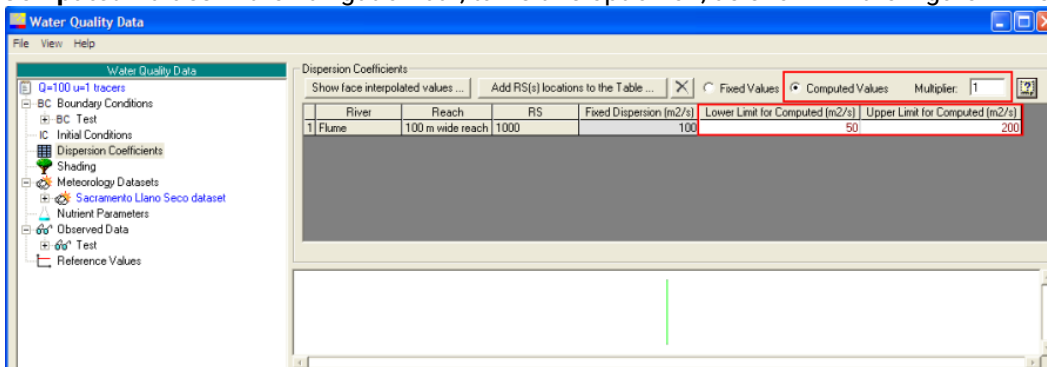 Water Quality Data
File View Help
Water Quality Data
Q=100 u=1 tracers
BC Boundary Conditions
BC Test
IC Initial Conditions
Dispersion Coefficients
Shading
Meteorology Datasets
Sacramento Llano Seco dataset
Nutrient Parameters
Observed Data
Test
Reference Values
Dispersion Coefficients
Show face interpolated values ... Add RS(s) locations to the Table ... Fixed Values Computed Values Multiplier: 1
River Reach RS Fixed Dispersion (m2/s) Lower Limit for Computed (m2/s) Upper Limit for Computed (m2/s)
1 Flume 100 m wide reach 1000 100 50 200